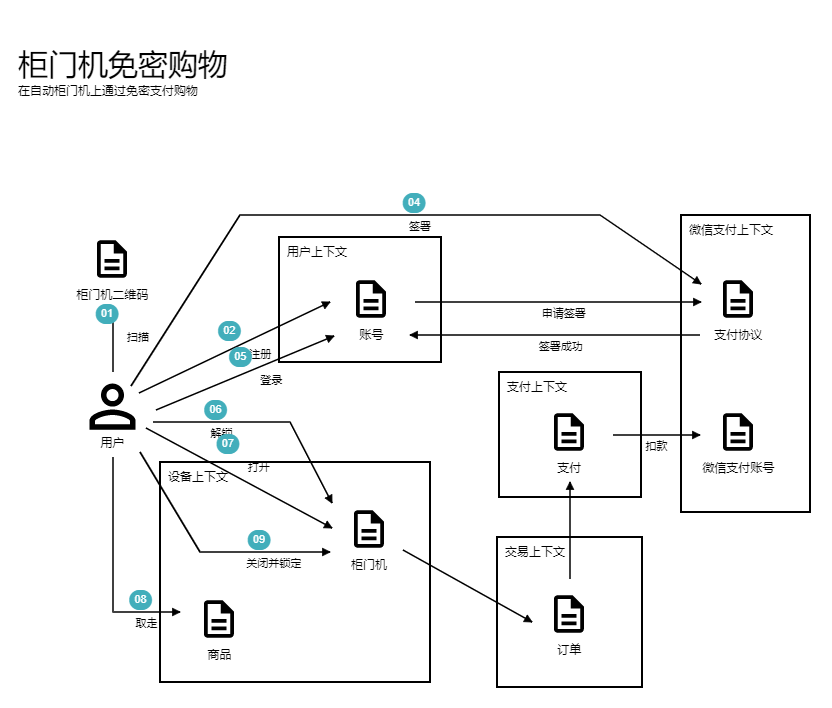 柜门机免密购物
在自动柜门机上通过免密支付购物
04
签署
微信支付上下文
用户上下文
柜门机二维码
01
扫描
02
注册
05
登录
账号
申请签署
签署成功
支付协议
用户
06
解锁
07
打开
支付上下文
支付
扣款
微信支付账号
设备上下文
09
关闭并锁定
柜门机
交易上下文
08
取走
商品
订单